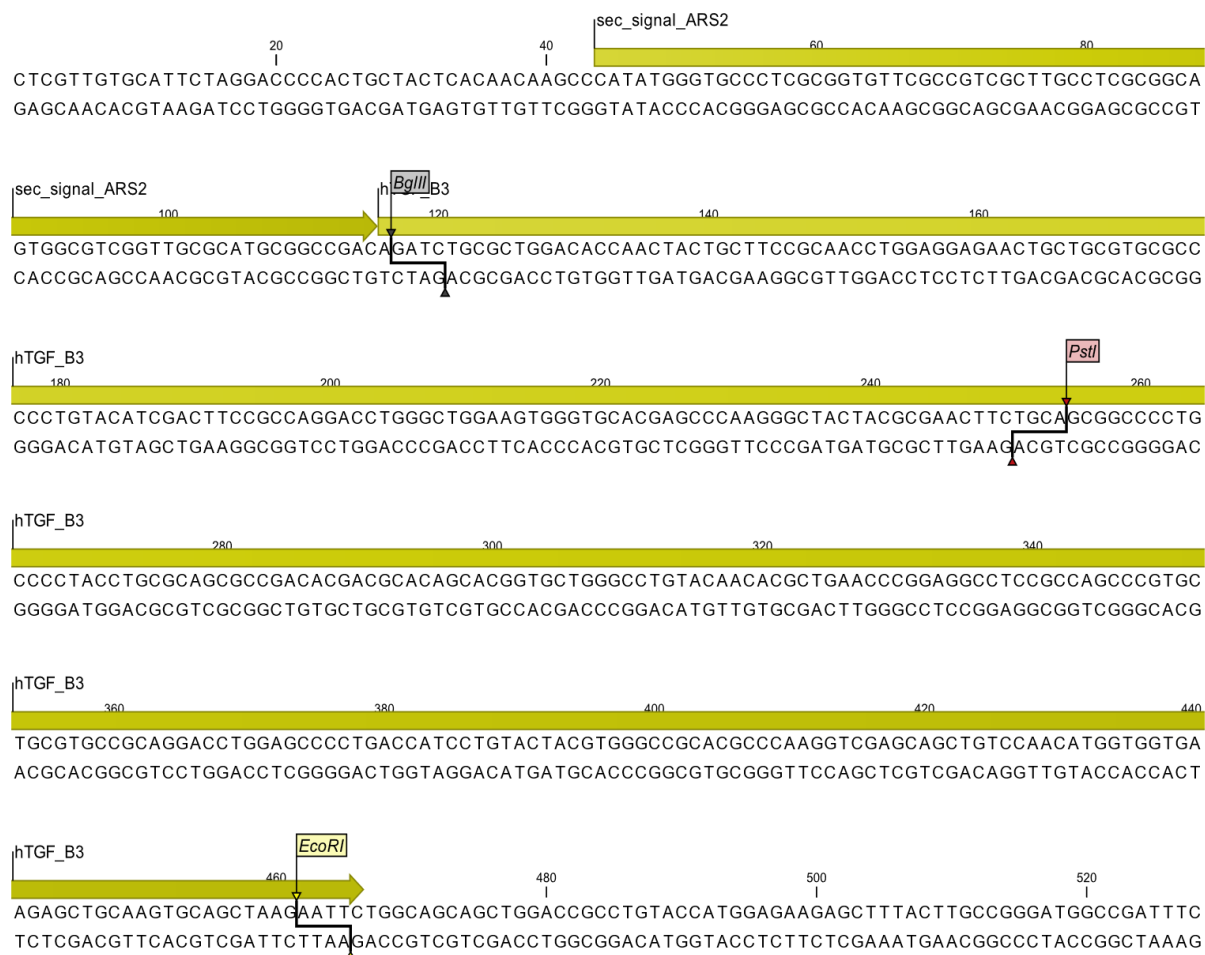 sec_signal_ARS2
20 40 60 80
CTCGTTGTGCATTCTAGGACCCCACTGCTACTCACAACAAGCCCATATGGGTGCCCTCGCGGTGTTCGCCGTCGCTTGCCTCGCGGCA
GAGCAACACGTAAGATCCTGGGGTGACGATGAGTGTTGTTCGGGTATACCCACGGGAGCGCCACAAGCGGCAGCGAACGGAGCGCCGT
sec_signal_ARS2 BglII hTGF_B3
100 120 140 160
GTGGCGTCGGTTGCGCATGCGGCCGACAGATCTGCGCTGGACACCAACTACTGCTTCCGCAACCTGGAGGAGAACTGCTGCGTGCGCC
CACCGCAGCCAACGCGTACGCCGGCTGTCTAGACGCGACCTGTGGTTGATGACGAAGGCGTTGGACCTCCTCTTGACGACGCACGCGG
hTGF_B3 PstI
180 200 220 240 260
CCCTGTACATCGACTTCCGCCAGGACCTGGGCTGGAAGTGGGTGCACGAGCCCAAGGGCTACTACGCGAACTTCTGCAGCGGCCCCTG
GGGACATGTAGCTGAAGGCGGTCCTGGACCCGACCTTCACCCACGTGCTCGGGTTCCCGATGATGCGCTTGAAGACGTCGCCGGGGAC
hTGF_B3
280 300 320 340
CCCCTACCTGCGCAGCGCCGACACGACGCACAGCACGGTGCTGGGCCTGTACAACACGCTGAACCCGGAGGCCTCCGCCAGCCCGTGC
GGGGATGGACGCGTCGCGGCTGTGCTGCGTGTCGTGCCACGACCCGGACATGTTGTGCGACTTGGGCCTCCGGAGGCGGTCGGGCACG
hTGF_B3
360 380 400 420 440
TGCGTGCCGCAGGACCTGGAGCCCCTGACCATCCTGTACTACGTGGGCCGCACGCCCAAGGTCGAGCAGCTGTCCAACATGGTGGTGA
ACGCACGGCGTCCTGGACCTCGGGGACTGGTAGGACATGATGCACCCGGCGTGCGGGTTCCAGCTCGTCGACAGGTTGTACCACCACT
hTGF_B3 EcoRI
460 480 500 520
AGAGCTGCAAGTGCAGCTAAGAATTCTGGCAGCAGCTGGACCGCCTGTACCATGGAGAAGAGCTTTACTTGCCGGGATGGCCGATTTC
TCTCGACGTTCACGTCGATTCTTAAGACCGTCGTCGACCTGGCGGACATGGTACCTCTTCTCGAAATGAACGGCCCTACCGGCTAAAG